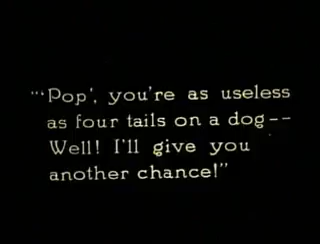 "'Pop', you're as useless
as four tails on a dog--
Well! I'll give you
another chance!"